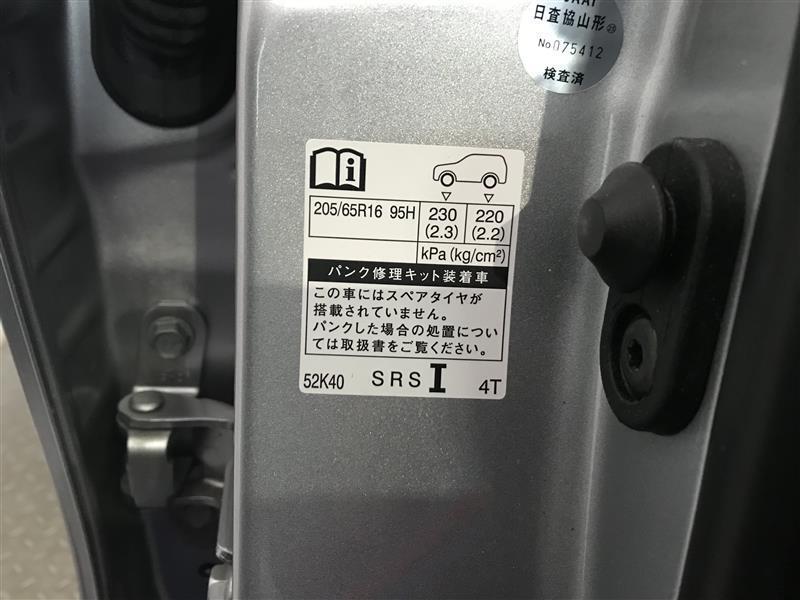 日査協山形
No075412
検査済
205/65R16 95H 230 (2.3) 220 (2.2)
kPa(kg/cm²)
パンク修理キット装着車
この車にはスペアタイヤが
搭載されていません。
パンクした場合の処置につい
ては取扱書をご覧ください。
52K40 SRS I 4T